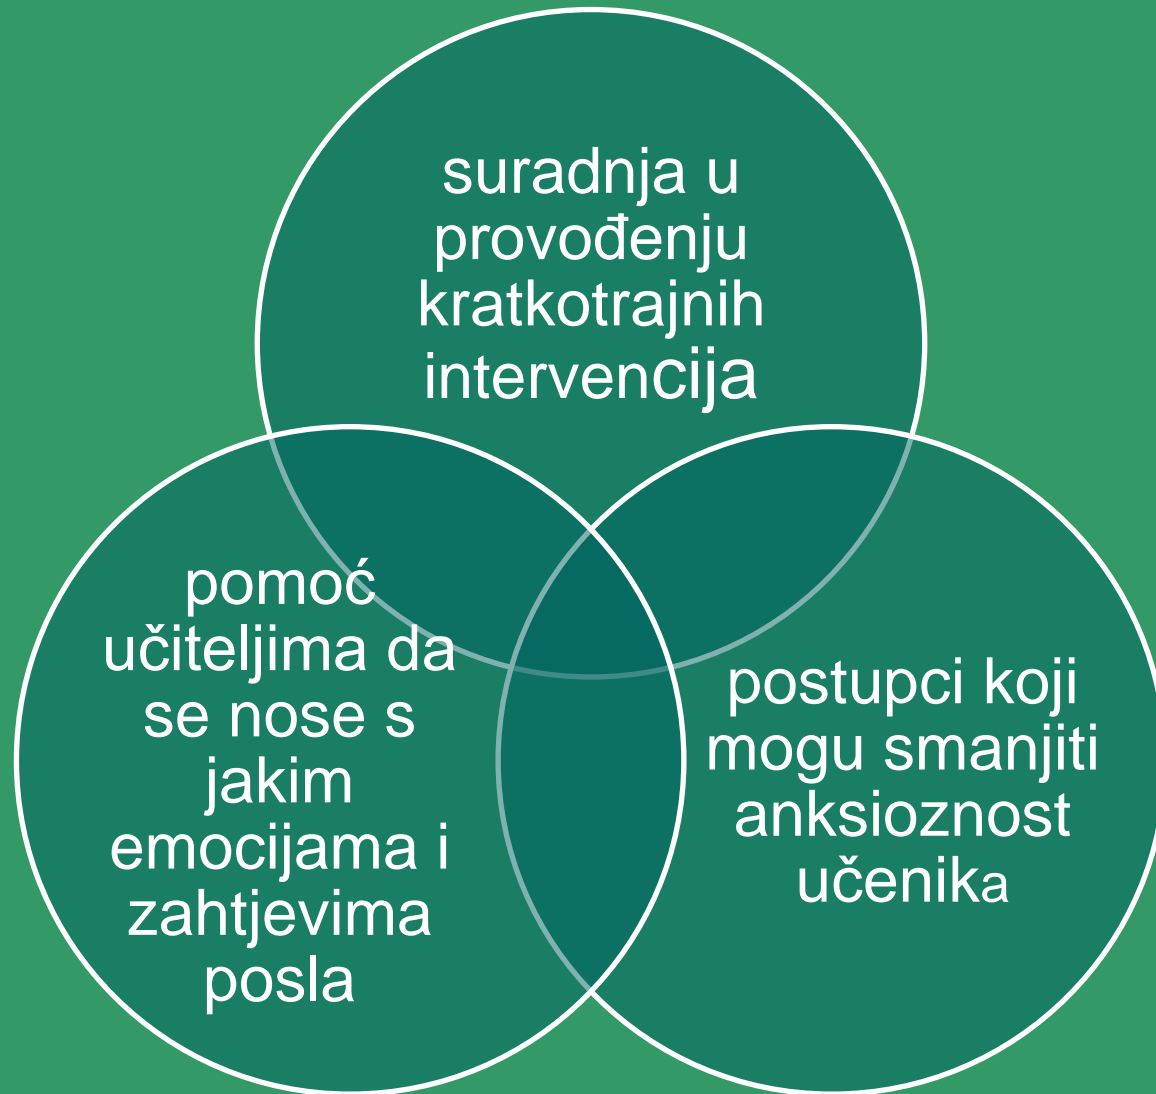 suradnja u
provođenju
kratkotrajnih
intervencija
pomoć
učiteljima da
se nose s
jakim
emocijama i
zahtjevima
posla
postupci koji
mogu smanjiti
anksioznost
učenika